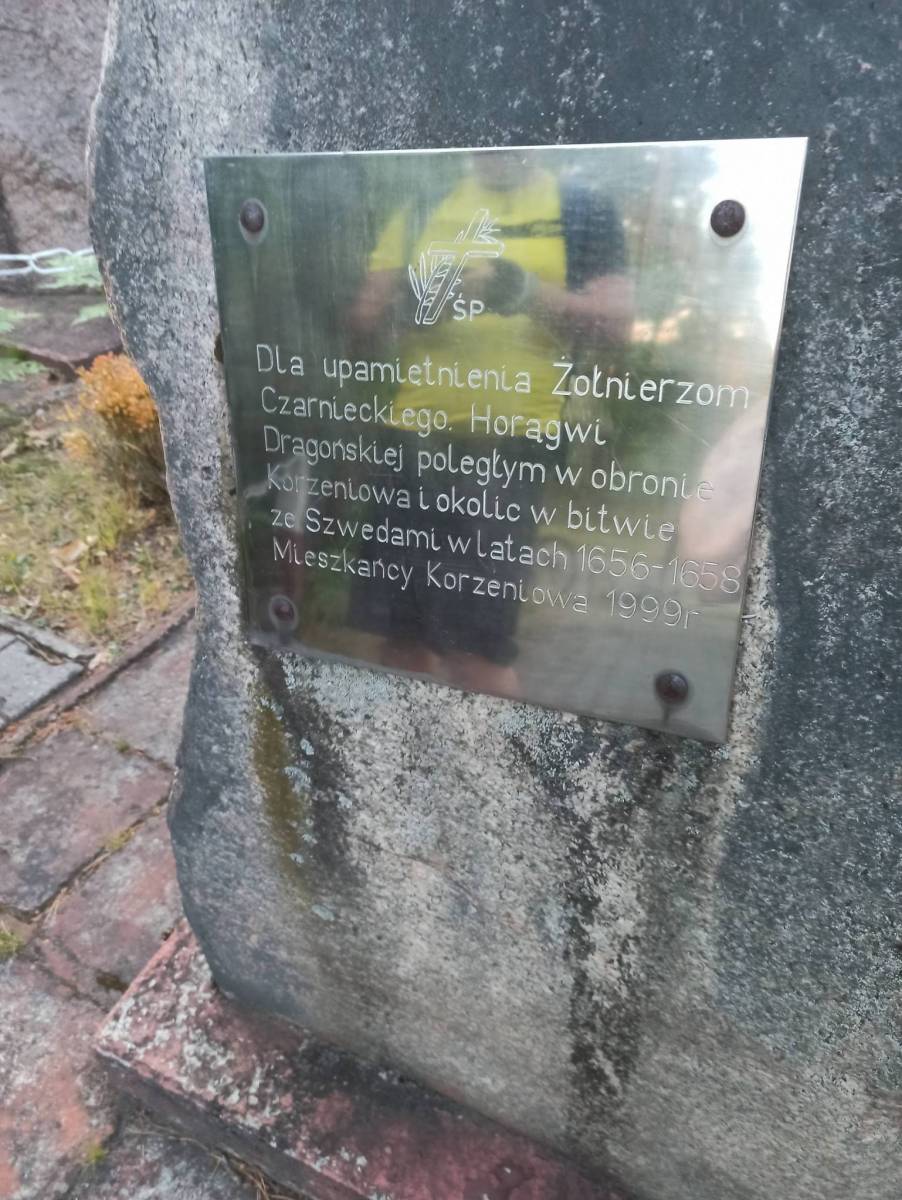 ŚP
Dla upamiętnienia Żołnierzom
Czarnieckiego. Horągwi
Dragońskiej poległym w obronie
Korzeniowa i okolic w bitwie
ze Szwedami w latach 1656-1658
Mieszkańcy Korzeniowa 1999r